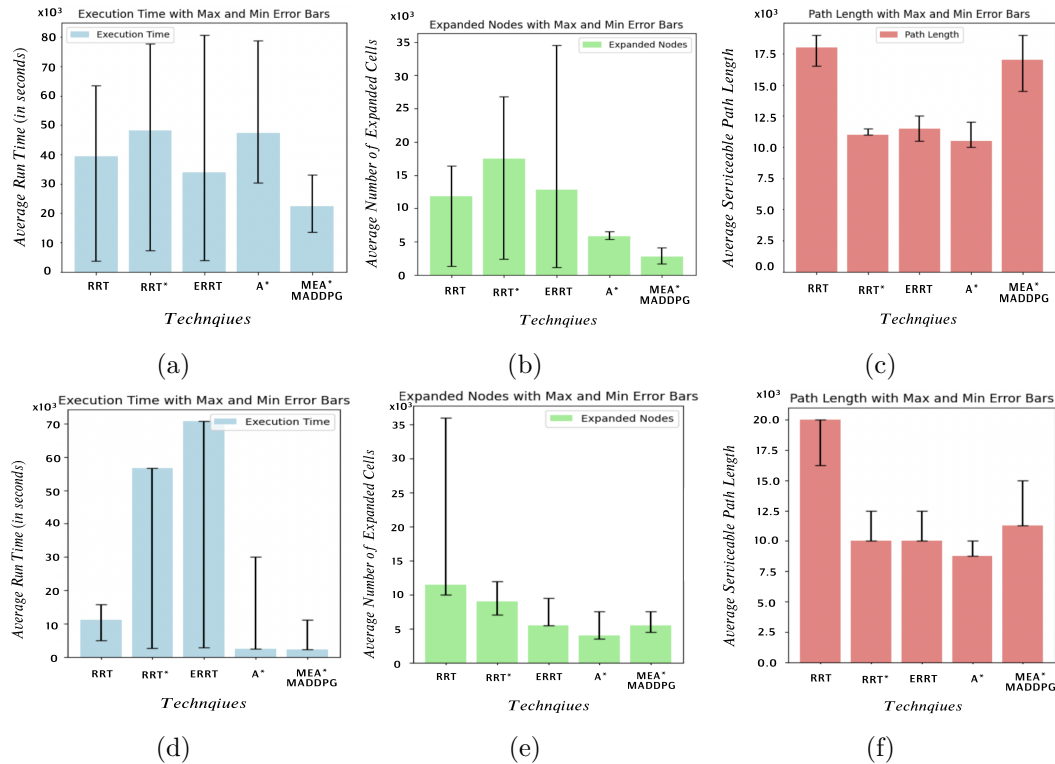 Execution Time with Max and Min Error Bars
x10³
Execution Time
80
70
60
50
40
30
20
10
0
Average Run Time (in seconds)
RRT RRT* ERRT A* MEA*
MADDPG
Technqiues
(a)
Expanded Nodes with Max and Min Error Bars
x10³
Expanded Nodes
35
30
25
20
15
10
5
0
Average Number of Expanded Cells
RRT RRT* ERRT A* MEA*
MADDPG
Technqiues
(b)
Path Length with Max and Min Error Bars
x10³
Path Length
17.5
15.0
12.5
10.0
7.5
5.0
2.5
0.0
Average Serviceable Path Length
RRT RRT* ERRT A* MEA*
MADDPG
Technqiues
(c)
Execution Time with Max and Min Error Bars
x10³
Execution Time
70
60
50
40
30
20
10
0
Average Run Time (in seconds)
RRT RRT* ERRT A* MEA*
MADDPG
Technqiues
(d)
Expanded Nodes with Max and Min Error Bars
x10³
Expanded Nodes
35
30
25
20
15
10
5
0
Average Number of Expanded Cells
RRT RRT* ERRT A* MEA*
MADDPG
Technqiues
(e)
Path Length with Max and Min Error Bars
x10³
20.0
17.5
15.0
12.5
10.0
7.5
5.0
2.5
0.0
Average Serviceable Path Length
RRT RRT* ERRT A* MEA*
MADDPG
Technqiues
(f)